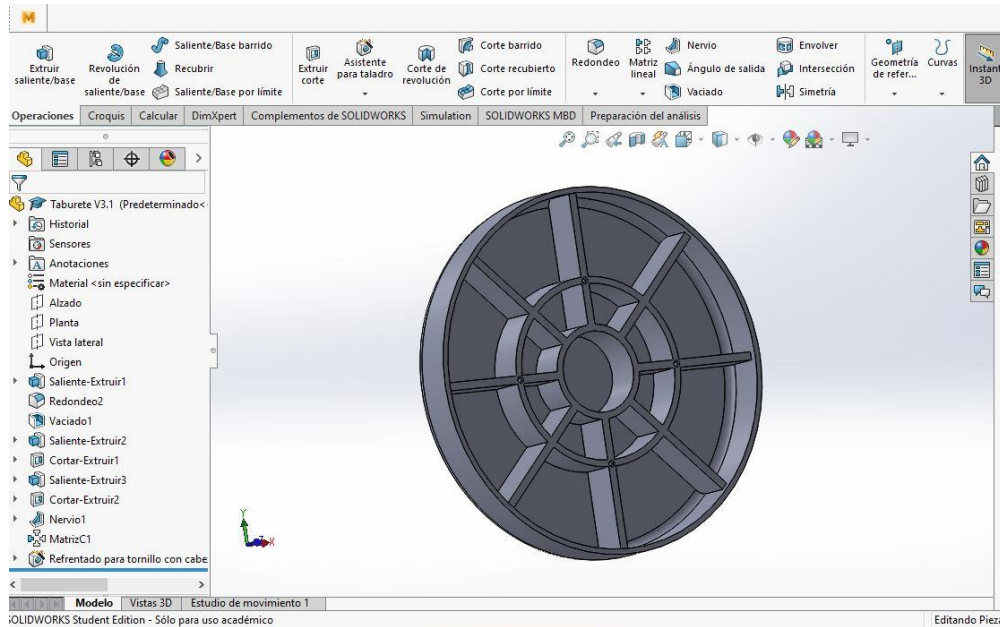 M
Extruir saliente/base
Revolución de saliente/base
Saliente/Base barrido
Recubrir
Saliente/Base por límite
Extruir corte
Asistente para taladro
Corte de revolución
Corte barrido
Corte recubierto
Corte por límite
Redondeo
Matriz lineal
Nervio
Ángulo de salida
Vaciado
Envolver
Intersección
Simetría
Geometría de refer...
Curvas
Instant 3D
Operaciones Croquis Calcular DimXpert Complementos de SOLIDWORKS Simulation SOLIDWORKS MBD Preparación del análisis
Taburete V3.1 (Predeterminado<
Historial
Sensores
A Anotaciones
Material <sin especificar>
Alzado
Planta
Vista lateral
Origen
Saliente-Extruir1
Redondeo2
Vaciado1
Saliente-Extruir2
Cortar-Extruir1
Saliente-Extruir3
Cortar-Extruir2
Nervio1
MatrizC1
Refrentado para tornillo con cabe
Y
X
Modelo Vistas 3D Estudio de movimiento 1
SOLIDWORKS Student Edition - Sólo para uso académico
Editando Pieza